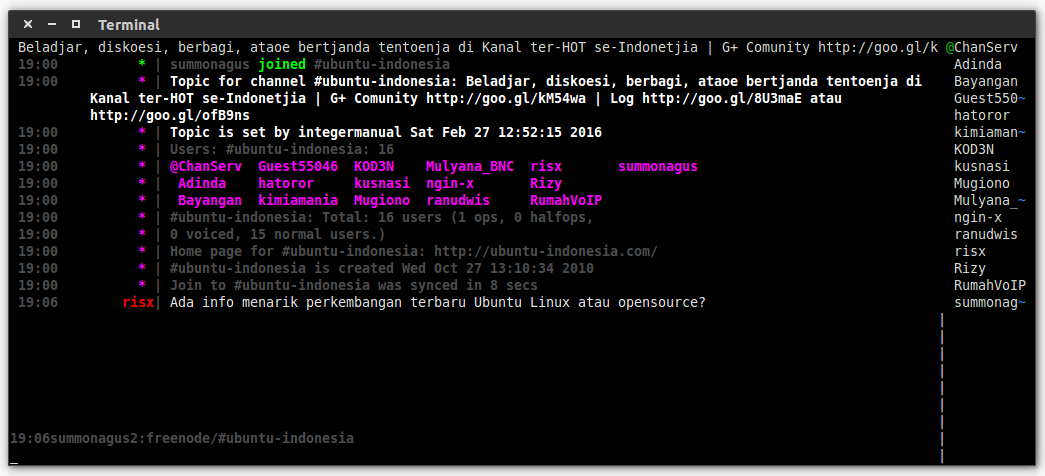 Terminal
Beladjar, diskoesi, berbagi, ataoe bertjanda tentoenja di Kanal ter-HOT se-Indonetjia | G+ Comunity http://goo.gl/k @ChanServ
19:00 * | summonagus joined #ubuntu-indonesia Adinda
19:00 * | Topic for channel #ubuntu-indonesia: Beladjar, diskoesi, berbagi, ataoe bertjanda tentoenja di Bayangan
Kanal ter-HOT se-Indonetjia | G+ Comunity http://goo.gl/kM54wa | Log http://goo.gl/8U3maE atau Guest550~
http://goo.gl/ofB9ns hatoror
19:00 * | Topic is set by integermanual Sat Feb 27 12:52:15 2016 kimiaman~
19:00 * | Users: #ubuntu-indonesia: 16 KOD3N
19:00 * | @ChanServ Guest55046 KOD3N Mulyana_BNC risx summonagus kusnasi
19:00 * | Adinda hatoror kusnasi ngin-x Rizy Mugiono
19:00 * | Bayangan kimiamania Mugiono ranudwis RumahVoIP Mulyana_~
19:00 * | #ubuntu-indonesia: Total: 16 users (1 ops, 0 halfops, ngin-x
19:00 * | 0 voiced, 15 normal users.) ranudwis
19:00 * | Home page for #ubuntu-indonesia: http://ubuntu-indonesia.com/ risx
19:00 * | #ubuntu-indonesia is created Wed Oct 27 13:10:34 2010 Rizy
19:00 * | Join to #ubuntu-indonesia was synced in 8 secs RumahVoIP
19:06 risx| Ada info menarik perkembangan terbaru Ubuntu Linux atau opensource? summonag~
19:06summonagus2:freenode/#ubuntu-indonesia